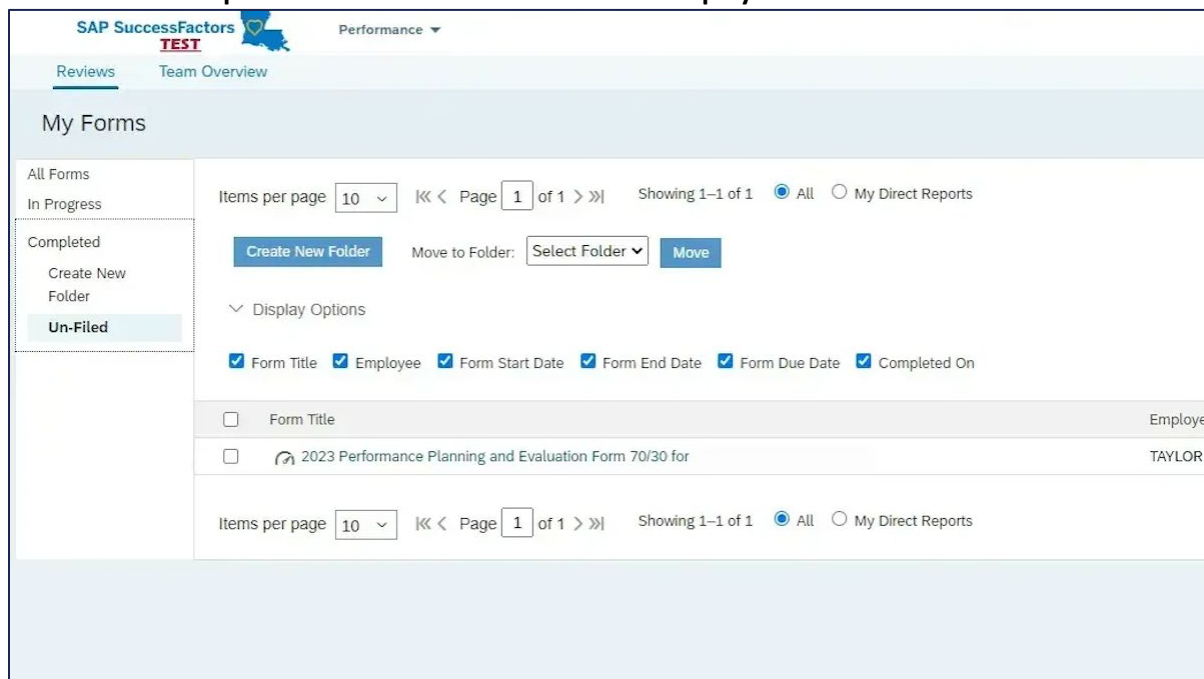 SAP SuccessFactors
TEST
Performance
Reviews Team Overview
My Forms
All Forms
In Progress
Completed
Create New
Folder
Un-Filed
Items per page 10 Page 1 of 1 Showing 1–1 of 1 All My Direct Reports
Create New Folder Move to Folder: Select Folder Move
Display Options
Form Title Employee Form Start Date Form End Date Form Due Date Completed On
Form Title Employe
2023 Performance Planning and Evaluation Form 70/30 for TAYLOR
Items per page 10 Page 1 of 1 Showing 1–1 of 1 All My Direct Reports